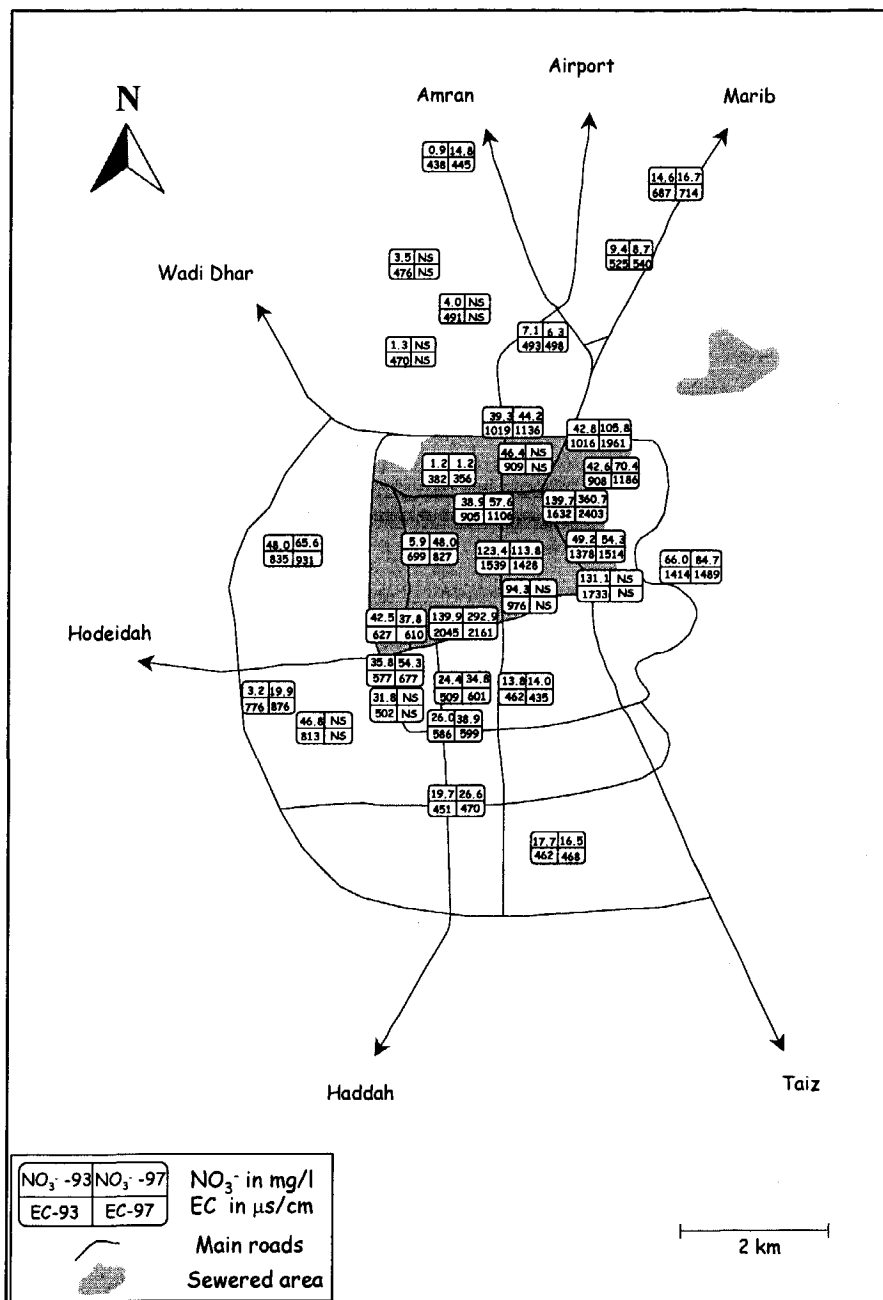 Airport
Amran
Marib
N
0.9 14.8
438 445
14.6 16.7
687 714
9.4 8.7
525 540
3.5 NS
476 NS
Wadi Dhar
4.0 NS
491 NS
7.1 6.3
493 498
1.3 NS
470 NS
39.3 44.2
1019 1136
42.8 105.8
1016 1961
46.4 NS
909 NS
1.2 1.2
382 356
42.6 70.4
908 1186
38.9 57.6
905 1106
139.7 360.7
1632 2403
48.0 65.6
835 931
5.9 48.0
699 827
123.4 113.8
1539 1428
49.2 54.3
1378 1514
66.0 84.7
1414 1489
94.3 NS
976 NS
131.1 NS
1733 NS
42.5 37.8
627 610
139.9 292.9
2045 2161
Hodeidah
35.8 54.3
577 677
24.4 34.8
509 601
13.8 14.0
462 435
3.2 19.9
776 876
31.8 NS
502 NS
46.8 NS
813 NS
26.0 38.9
586 599
19.7 26.6
451 470
17.7 16.5
462 468
Haddah
Taiz
NO₃⁻-93 NO₃⁻-97
EC-93 EC-97
NO₃⁻ in mg/l
EC in µs/cm
Main roads
Sewered area
2 km